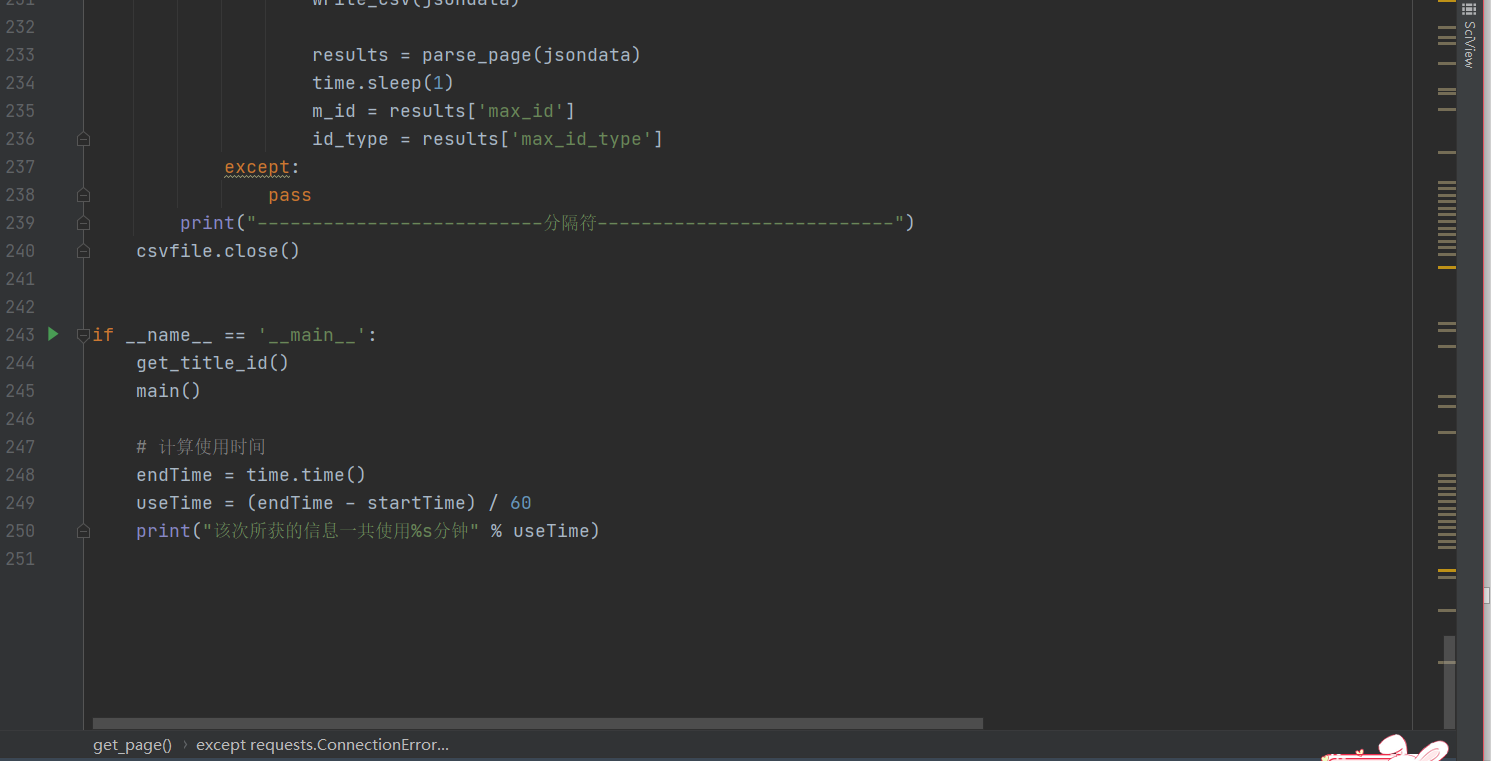 231 write_csv(jsondata)
232
233 results = parse_page(jsondata)
234 time.sleep(1)
235 m_id = results['max_id']
236 id_type = results['max_id_type']
237 except:
238 pass
239 print("--------------------------分隔符---------------------------")
240 csvfile.close()
241
242
243 if __name__ == '__main__':
244 get_title_id()
245 main()
246
247 # 计算使用时间
248 endTime = time.time()
249 useTime = (endTime - startTime) / 60
250 print("该次所获的信息一共使用%s分钟" % useTime)
251
get_page() › except requests.ConnectionError...
SciView